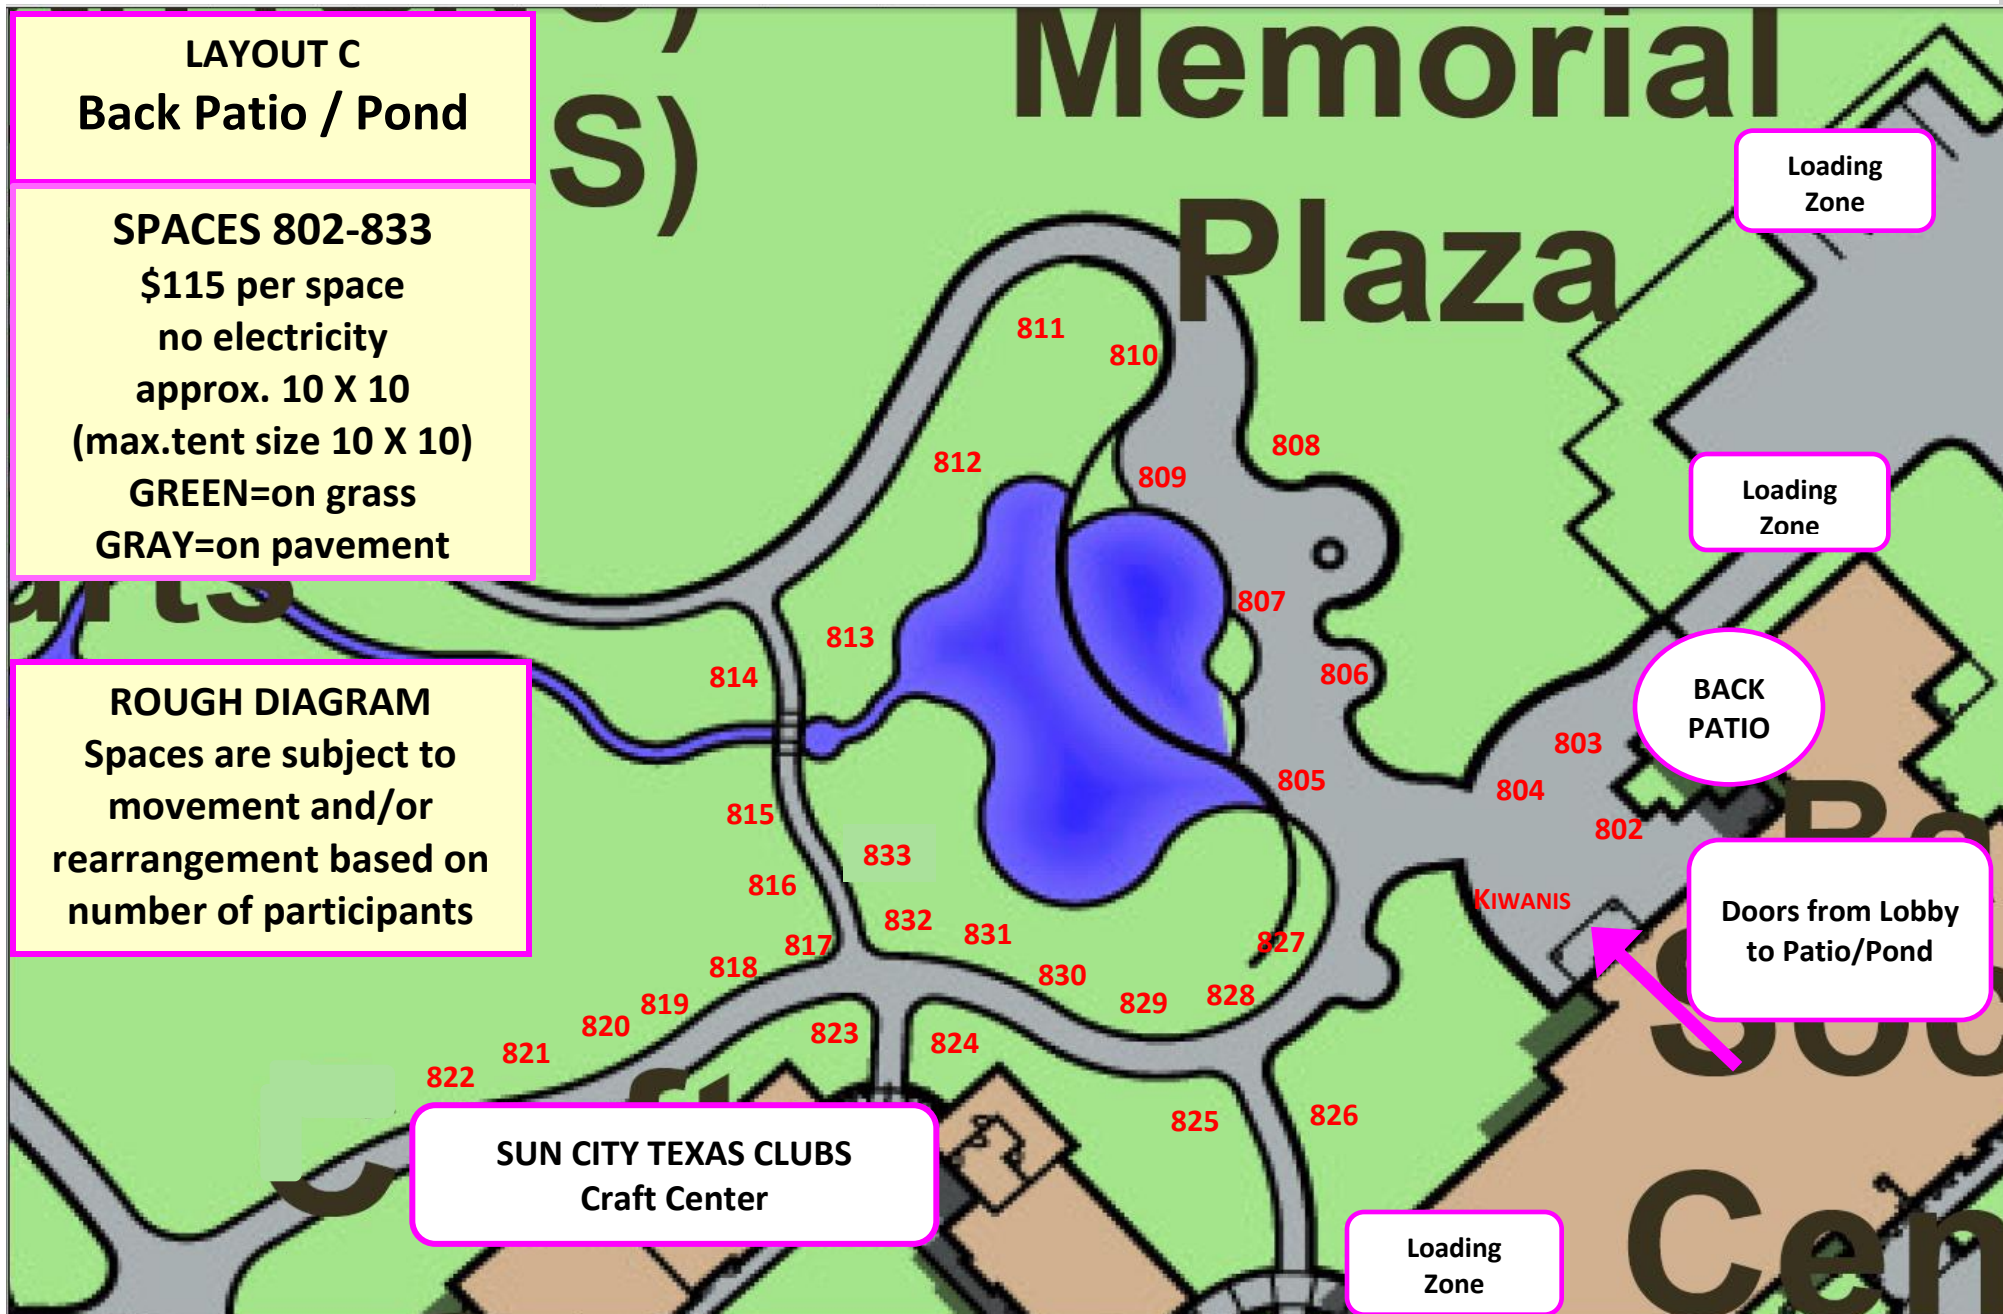 LAYOUT C
Back Patio / Pond
SPACES 802-833
$115 per space
no electricity
approx. 10 X 10
(max.tent size 10 X 10)
GREEN=on grass
GRAY=on pavement
ROUGH DIAGRAM
Spaces are subject to
movement and/or
rearrangement based on
number of participants
S)
Memorial
Plaza
Loading
Zone
Loading
Zone
811
810
808
812
809
807
813
806
814
BACK
PATIO
803
805
804
815
802
833
816
KIWANIS
832
831
817
827
818
830
828
829
819
820
823
824
821
822
825
826
Doors from Lobby
to Patio/Pond
SUN CITY TEXAS CLUBS
Craft Center
Loading
Zone
Cen